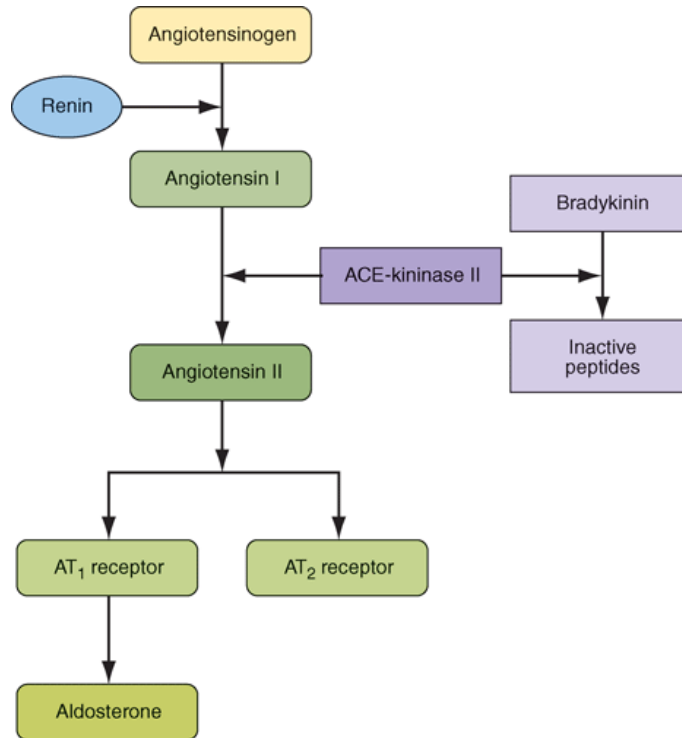 Angiotensinogen
Renin
Angiotensin I
Bradykinin
ACE-kininase II
Inactive
peptides
Angiotensin II
AT₁ receptor
AT₂ receptor
Aldosterone